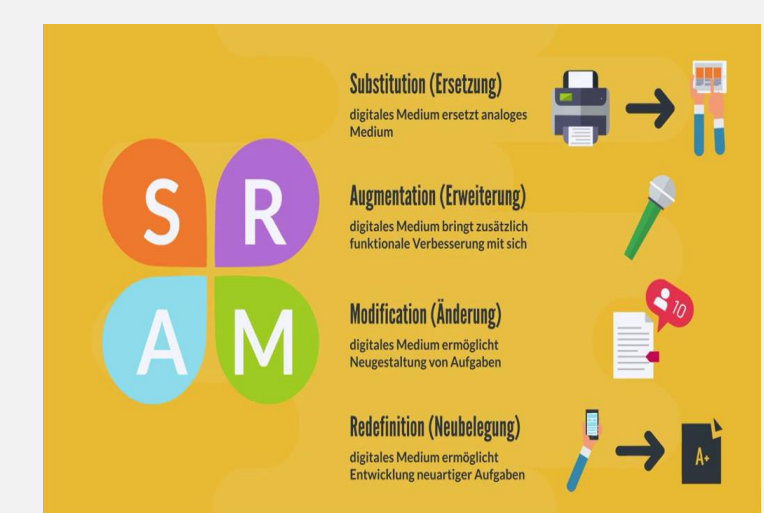 S R
A M
Substitution (Ersetzung)
digitales Medium ersetzt analoges
Medium
Augmentation (Erweiterung)
digitales Medium bringt zusätzlich
funktionale Verbesserung mit sich
Modification (Änderung)
digitales Medium ermöglicht
Neugestaltung von Aufgaben
10
Redefinition (Neubelegung)
digitales Medium ermöglicht
Entwicklung neuartiger Aufgaben
A+